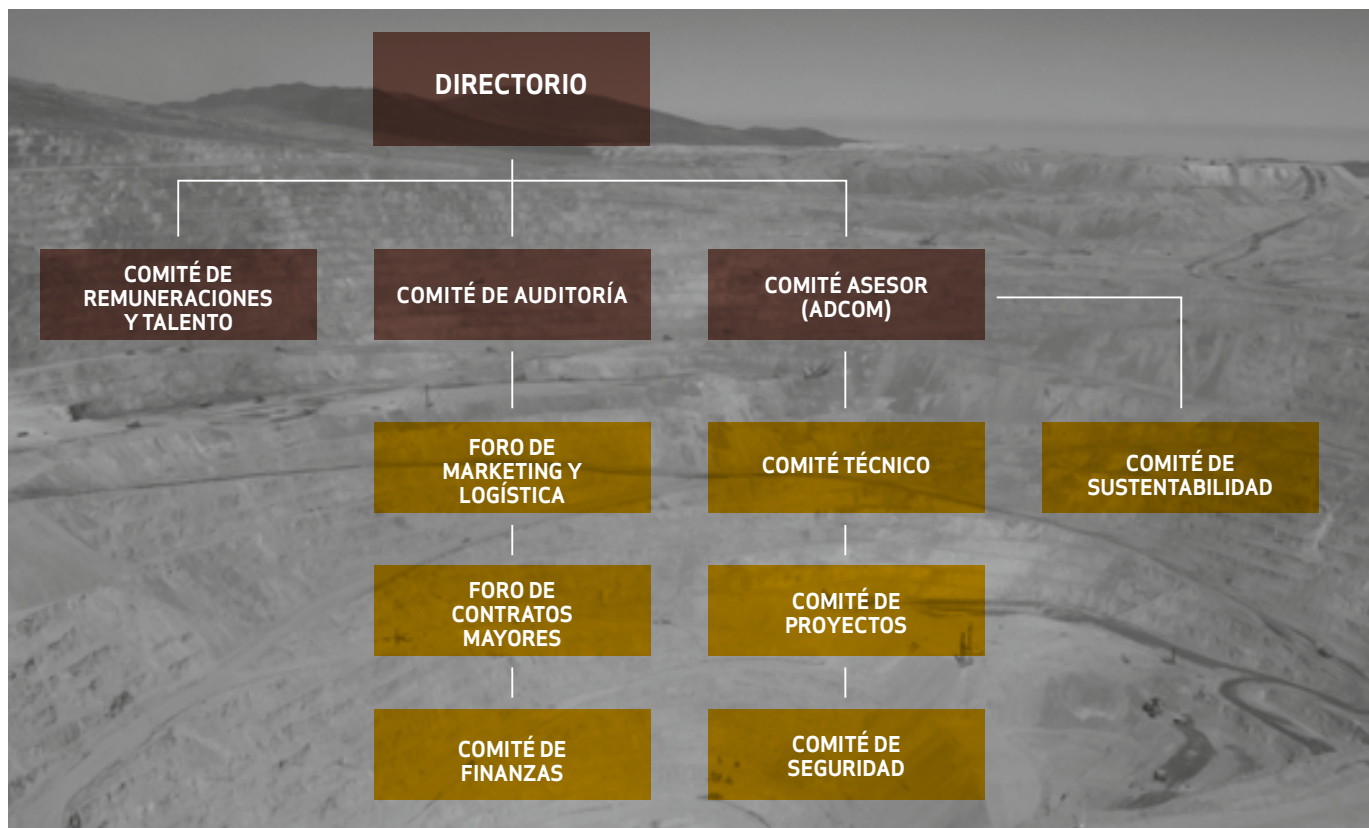 DIRECTORIO
COMITÉ DE
REMUNERACIONES
Y TALENTO
COMITÉ DE AUDITORÍA
COMITÉ ASESOR
(ADCOM)
FORO DE
MARKETING Y
LOGÍSTICA
COMITÉ TÉCNICO
COMITÉ DE
SUSTENTABILIDAD
FORO DE
CONTRATOS
MAYORES
COMITÉ DE
PROYECTOS
COMITÉ DE
FINANZAS
COMITÉ DE
SEGURIDAD